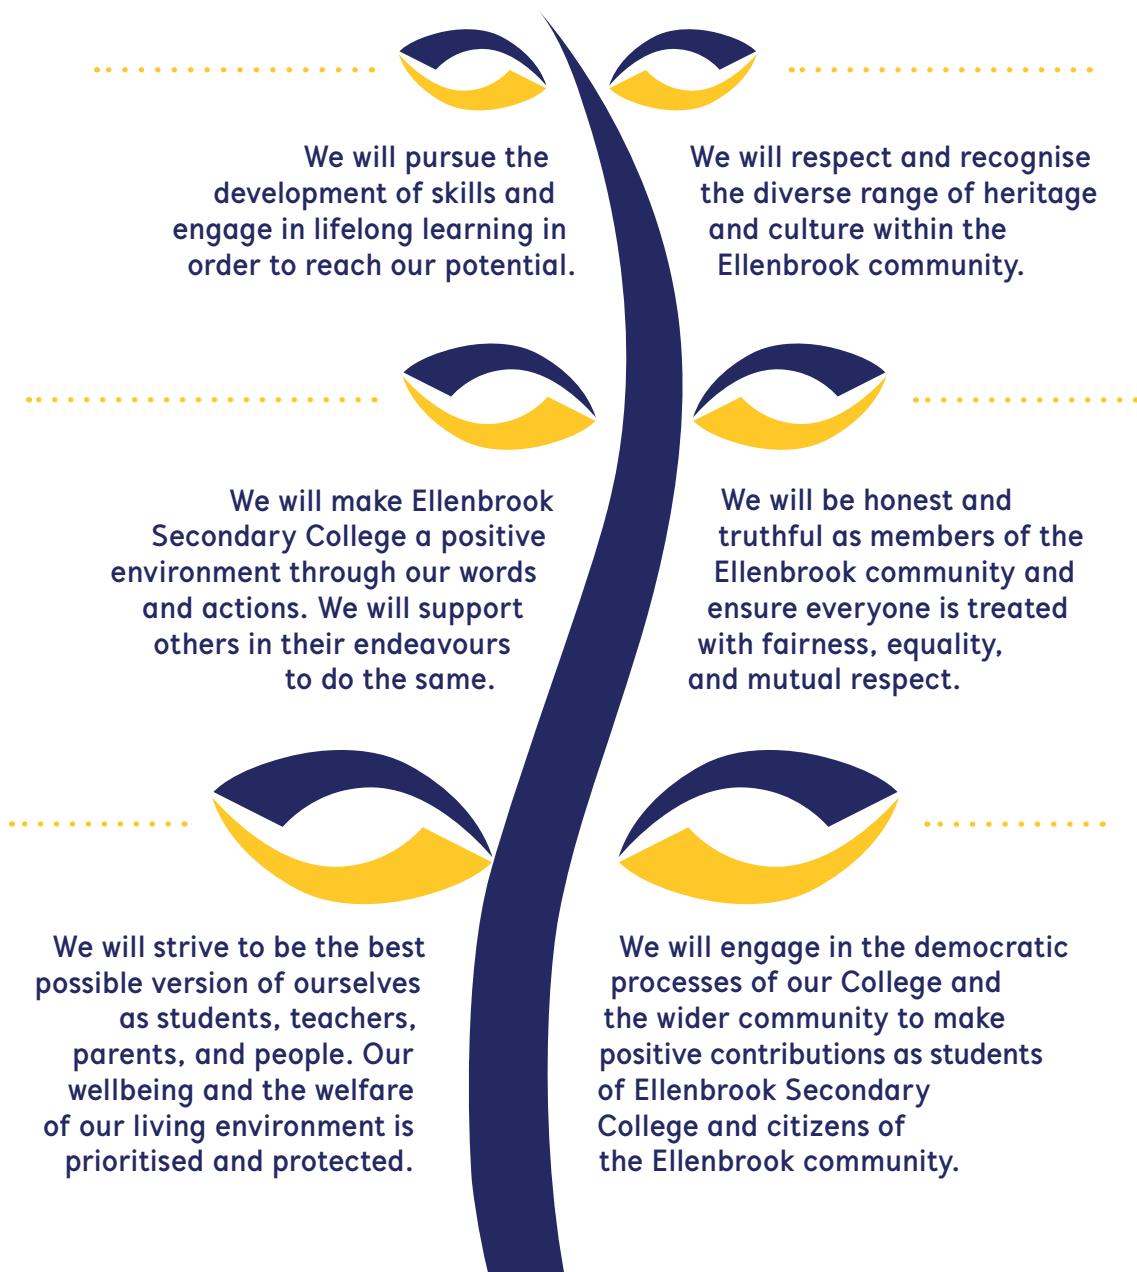 We will pursue the
development of skills and
engage in lifelong learning in
order to reach our potential.
We will respect and recognise
the diverse range of heritage
and culture within the
Ellenbrook community.
We will make Ellenbrook
Secondary College a positive
environment through our words
and actions. We will support
others in their endeavours
to do the same.
We will be honest and
truthful as members of the
Ellenbrook community and
ensure everyone is treated
with fairness, equality,
and mutual respect.
We will strive to be the best
possible version of ourselves
as students, teachers,
parents, and people. Our
wellbeing and the welfare
of our living environment is
prioritised and protected.
We will engage in the democratic
processes of our College and
the wider community to make
positive contributions as students
of Ellenbrook Secondary
College and citizens of
the Ellenbrook community.